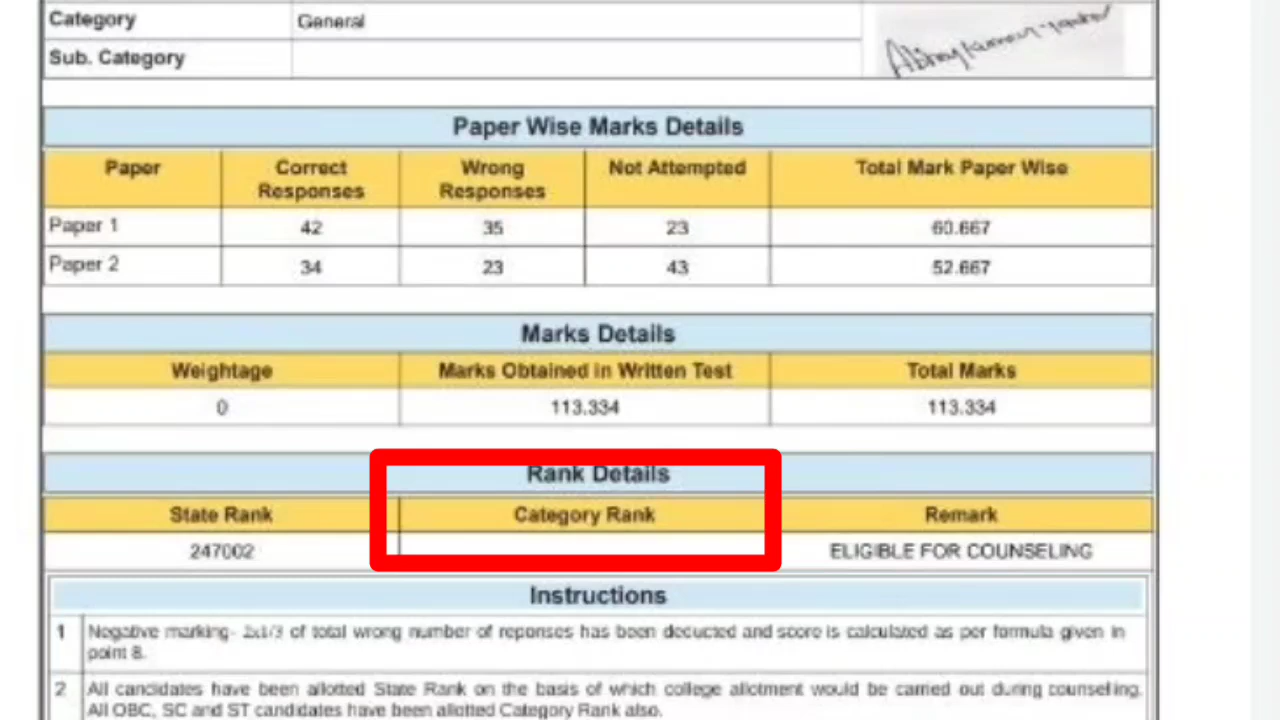 Category General
Sub. Category
Paper Wise Marks Details
Paper Correct Responses Wrong Responses Not Attempted Total Mark Paper Wise
Paper 1 42 35 23 60.667
Paper 2 34 23 43 52.667
Marks Details
Weightage Marks Obtained in Written Test Total Marks
0 113.334 113.334
Rank Details
State Rank Category Rank Remark
247002 ELIGIBLE FOR COUNSELING
Instructions
1 Negative marking- 2x1/3 of total wrong number of reponses has been deducted and score is calculated as per formula given in
point 8.
2 All candidates have been allotted State Rank on the basis of which college allotment would be carried out during counselling.
All OBC, SC and ST candidates have been allotted Category Rank also.